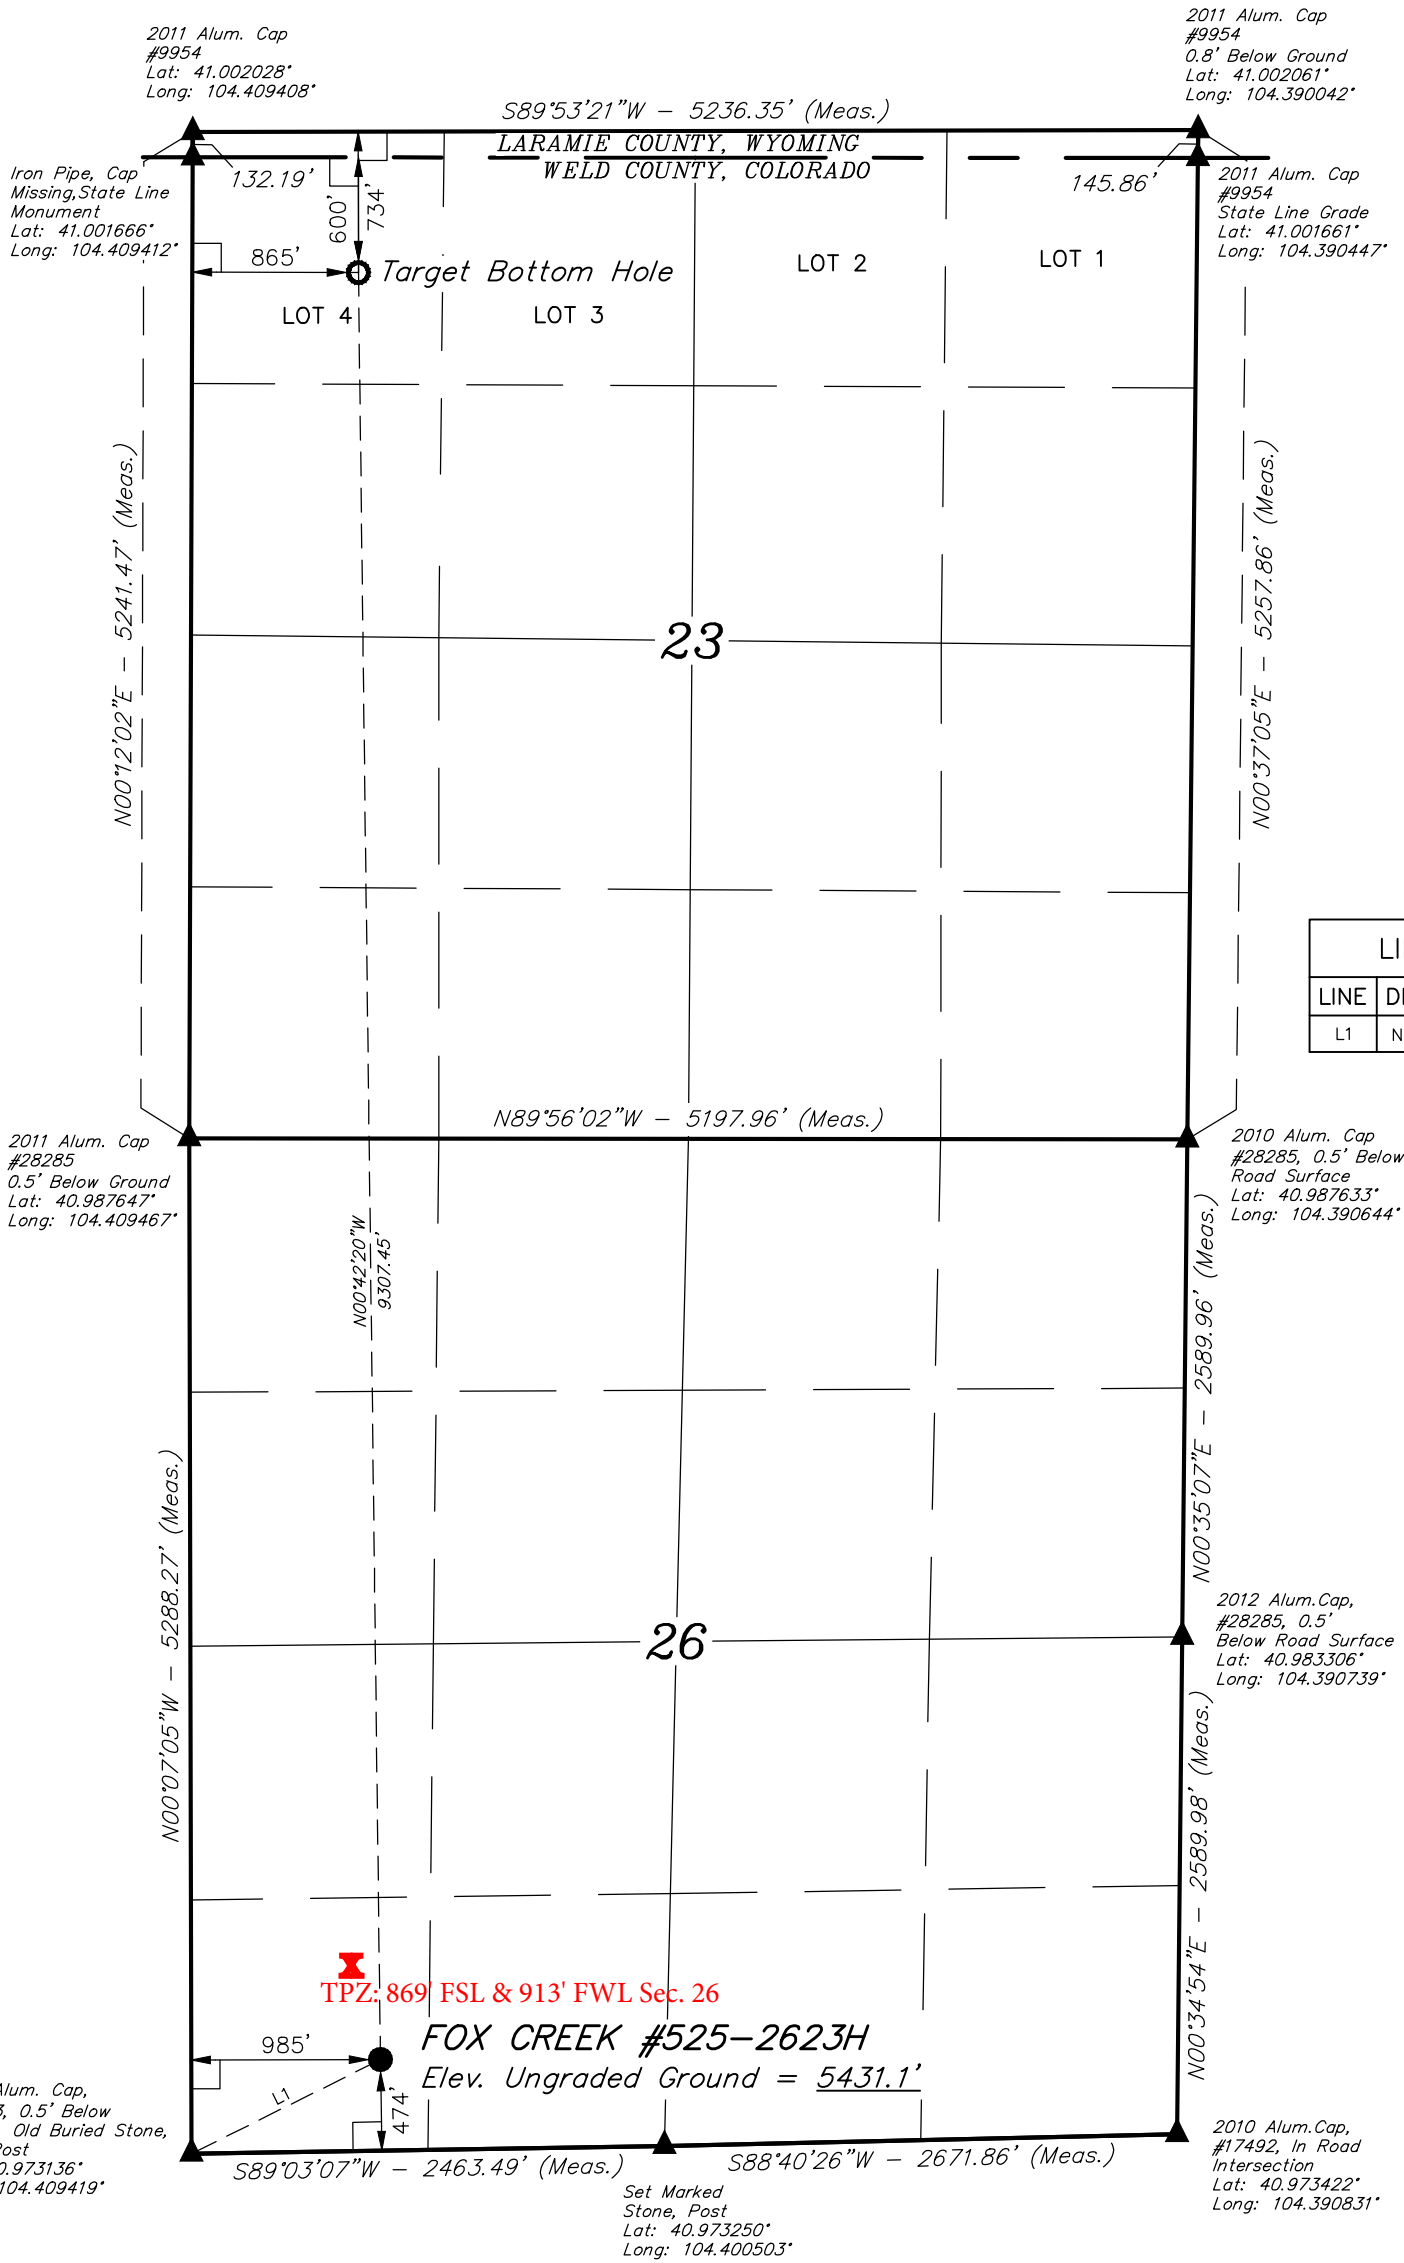 2011 Alum. Cap
#9954
Lat: 41.002028°
Long: 104.409408°
2011 Alum. Cap
#9954
0.8' Below Ground
Lat: 41.002061°
Long: 104.390042°
S89°53'21"W - 5236.35' (Meas.)
LARAMIE COUNTY, WYOMING
WELD COUNTY, COLORADO
Iron Pipe, Cap
Missing,State Line
Monument
Lat: 41.001666°
Long: 104.409412°
132.19'
600'
734'
145.86'
2011 Alum. Cap
#9954
State Line Grade
Lat: 41.001661°
Long: 104.390447°
865'
Target Bottom Hole
LOT 4
LOT 3
LOT 2
LOT 1
N00°12'02"E - 5241.47' (Meas.)
N00°37'05"E - 5257.86' (Meas.)
23
LI
LINE
L1
N
N89°56'02"W - 5197.96' (Meas.)
2011 Alum. Cap
#28285
0.5' Below Ground
Lat: 40.987647°
Long: 104.409467°
2010 Alum. Cap
#28285, 0.5' Below
Road Surface
Lat: 40.987633°
Long: 104.390644°
N00°42'20"W
9307.45'
N00°35'07"E - 2589.96' (Meas.)
N00°07'05"W - 5288.27' (Meas.)
26
2012 Alum.Cap,
#28285, 0.5'
Below Road Surface
Lat: 40.983306°
Long: 104.390739°
N00°34'54"E - 2589.98' (Meas.)
TPZ: 869' FSL & 913' FWL Sec. 26
FOX CREEK #525-2623H
Elev. Ungraded Ground = 5431.1'
985'
L1
474'
Alum. Cap,
, 0.5' Below
Old Buried Stone,
ost
0.973136°
104.409419°
S89°03'07"W - 2463.49' (Meas.)
S88°40'26"W - 2671.86' (Meas.)
Set Marked
Stone, Post
Lat: 40.973250°
Long: 104.400503°
2010 Alum.Cap,
#17492, In Road
Intersection
Lat: 40.973422°
Long: 104.390831°